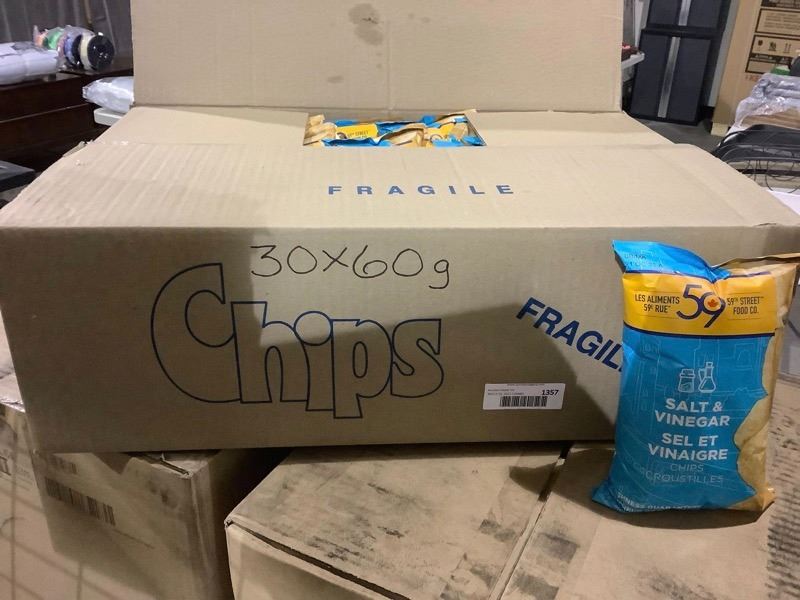 FRAGILE
30x60g
Chips
FRAGIL
1357
LES ALIMENTS
59E RUE
59
59TH STREET
FOOD CO.
SALT &
VINEGAR
SEL ET
VINAIGRE
CHIPS
CROUSTILLES